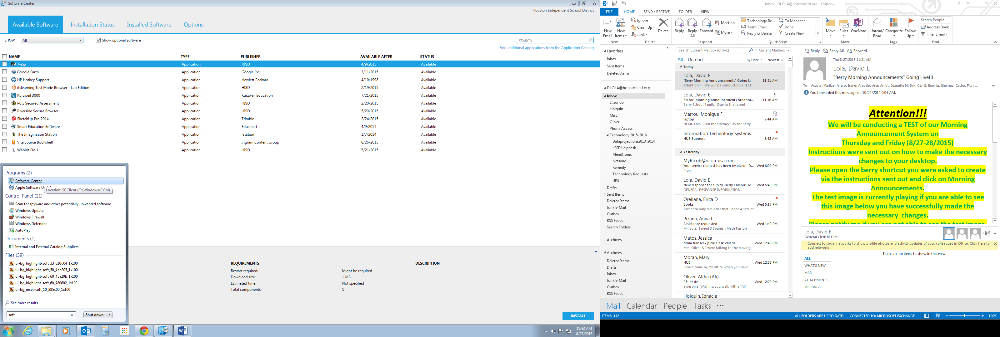 Software Center
Houston Independent School District
Available Software
Installation Status
Installed Software
Options
SHOW
All
Show optional software
SEARCH
Find additional applications from the Application Catalog
NAME TYPE PUBLISHER AVAILABLE AFTER STATUS
7-Zip Application HISD 4/9/2015 Available
Google Earth Application Google Inc. 3/11/2015 Available
HP Hotkey Support Application Hewlett Packard 4/10/1998 Available
itslearning Test Mode Browser - Lab Edition Application HISD 2/19/2015 Available
Kurzweil 3000 Application Kurzweil Education 7/21/2015 Available
PCG Secured Assessment Application HISD 2/20/2015 Available
Riverside Secure Browser Application HISD 5/29/2015 Available
SketchUp Pro 2014 Application Trimble 2/24/2015 Available
Smart Education Software Application Edusmart 4/9/2015 Available
The Imagination Station Application iStation 1/7/2014 Available
VitalSource Bookshelf Application Ingram Content Group 8/26/2015 Available
Wabbit EMU Application HISD 5/21/2015 Available
Programs (2)
Software Center
Apple Software Up
Location: SCClient (C:\Windows\CCM)
Control Panel (21)
Scan for spyware and other potentially unwanted software
Windows Update
Windows Firewall
Windows Defender
AutoPlay
Documents (1)
Internal and External Catalog Suppliers
Files (39)
ui-bg_highlight-soft_33_810d04_1x100
ui-bg_highlight-soft_50_4eb305_1x100
ui-bg_highlight-soft_60_4ca20b_1x100
ui-bg_highlight-soft_60_780602_1x100
ui-bg_inset-soft_10_285c00_1x100
See more results
soft
Shut down
REQUIREMENTS
Restart required: Might be required
Download size: 1 MB
Estimated time: Not specified
Total components: 1
DESCRIPTION
INSTALL
11:43 AM
8/27/2015
Inbox - DLOLA@houstonisd.org - Outlook
FILE HOME SEND / RECEIVE FOLDER VIEW
New Email
New Items
New
Ignore
Clean Up
Junk
Delete
Delete
Reply
Reply All
Forward
Meeting
More
Respond
Technology Re...
Team Email
Reply & Delete
To Manager
Done
Create New
Quick Steps
Move
Rules
OneNote
Move
Unread/ Read
Categorize
Follow Up
Tags
Search People
Address Book
Filter Email
Find
Favorites
Inbox
Sent Items
Deleted Items
DLOLA@houstonisd.org
Inbox
Elizondo
Holguin
Miscl
Oliver
Phone Access
Technology 2015-2016
Dataprojections2013_2014
HISDHelpdesk
Mendtronix
Netsync
Remedy
Technology Requests
UPS
Drafts
Sent Items
Deleted Items
Junk E-Mail
Outbox
RSS Feeds
Search Folders
Archives
Archives
Deleted Items
Drafts
Inbox
Junk E-Mail
Outbox
RSS Feeds
Search Current Mailbox (Ctrl+E)
Current Mailbox
All Unread
By Date Newest
Today
Lola, David E
"Berry Morning Announcements" Going Li... 11:21 AM
Attention!!! We will be conducting a TEST
Lola, David E
Fix for "Morning Announcements Broadca... 11:16 AM
Berry School Family, Due to the recent
Marrou, Monique F
laptop 9:44 AM
Hi Mr. Lola, I am the Literacy TDS for Berry.
Information Technology Systems
HUB Support 8:48 AM
Yesterday
MyRicoh@ricoh-usa.com
Your service request has been resolved - D... Wed 6:02 PM
From
Lola, David E
New response for survey 'Berry Campus Te... Wed 5:40 PM
GENERAL RESPONSE INFORMATION
Orellana, Erica D
Books Wed 5:17 PM
Just a friendly reminder that I need 4 sets of
Pizana, Anna L
Assistance requested Wed 1:49 PM
Mr. Lola, I need 3 Spanish Math Fusion
Matos, Jessica
drum transer - please ask Valerie Wed 12:48 PM
Mrs. Oliver & I were talking to the moving
Morah, Mary
HUB Wed 12:33 PM
Please come by my office when you have
Oliver, Altha (Ali)
RE: desks Wed 12:29 PM
awesome Wishing you well, Altha "Ali"
Holguin, Ignacia
Reply Reply All Forward
Thu 8/27/2015 11:21 AM
Lola, David E
"Berry Morning Announcements" Going Live!!!
To Acosta, Maritza; Alfaro, Irene; Arevalo, Ana; Arndt, Jeanette M; Birk, Carl S; Boomla, Shernaz; Cacho, Flor; ...
You forwarded this message on 10/24/2014 9:04 AM.
Attention!!!
We will be conducting a TEST of our Morning
Announcement System on
Thursday and Friday (8/27-28/2015)
Instructions were sent out on how to make the necessary
changes to your desktop.
Please open the berry shortcut you were asked to create
via the instructions sent out and click on Morning
Announcements.
The test image is currently playing if you are able to see
this image below you have successfully made the
necessary changes.
Please notify me if you are not able to see the test image
Lola, David E
General Clerk III 12M
Connect to social networks to show profile photos and activity updates of your colleagues in Office. Click here to
add networks.
There are no items to show in this view.
ALL
WHAT'S NEW
MAIL
ATTACHMENTS
MEETINGS
Mail Calendar People Tasks ...
ITEMS: 452
ALL FOLDERS ARE UP TO DATE.
CONNECTED TO: MICROSOFT EXCHANGE
100%